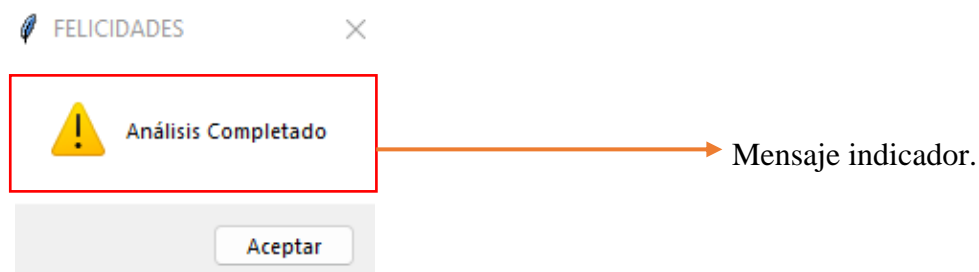 FELICIDADES
Análisis Completado
Mensaje indicador.
Aceptar